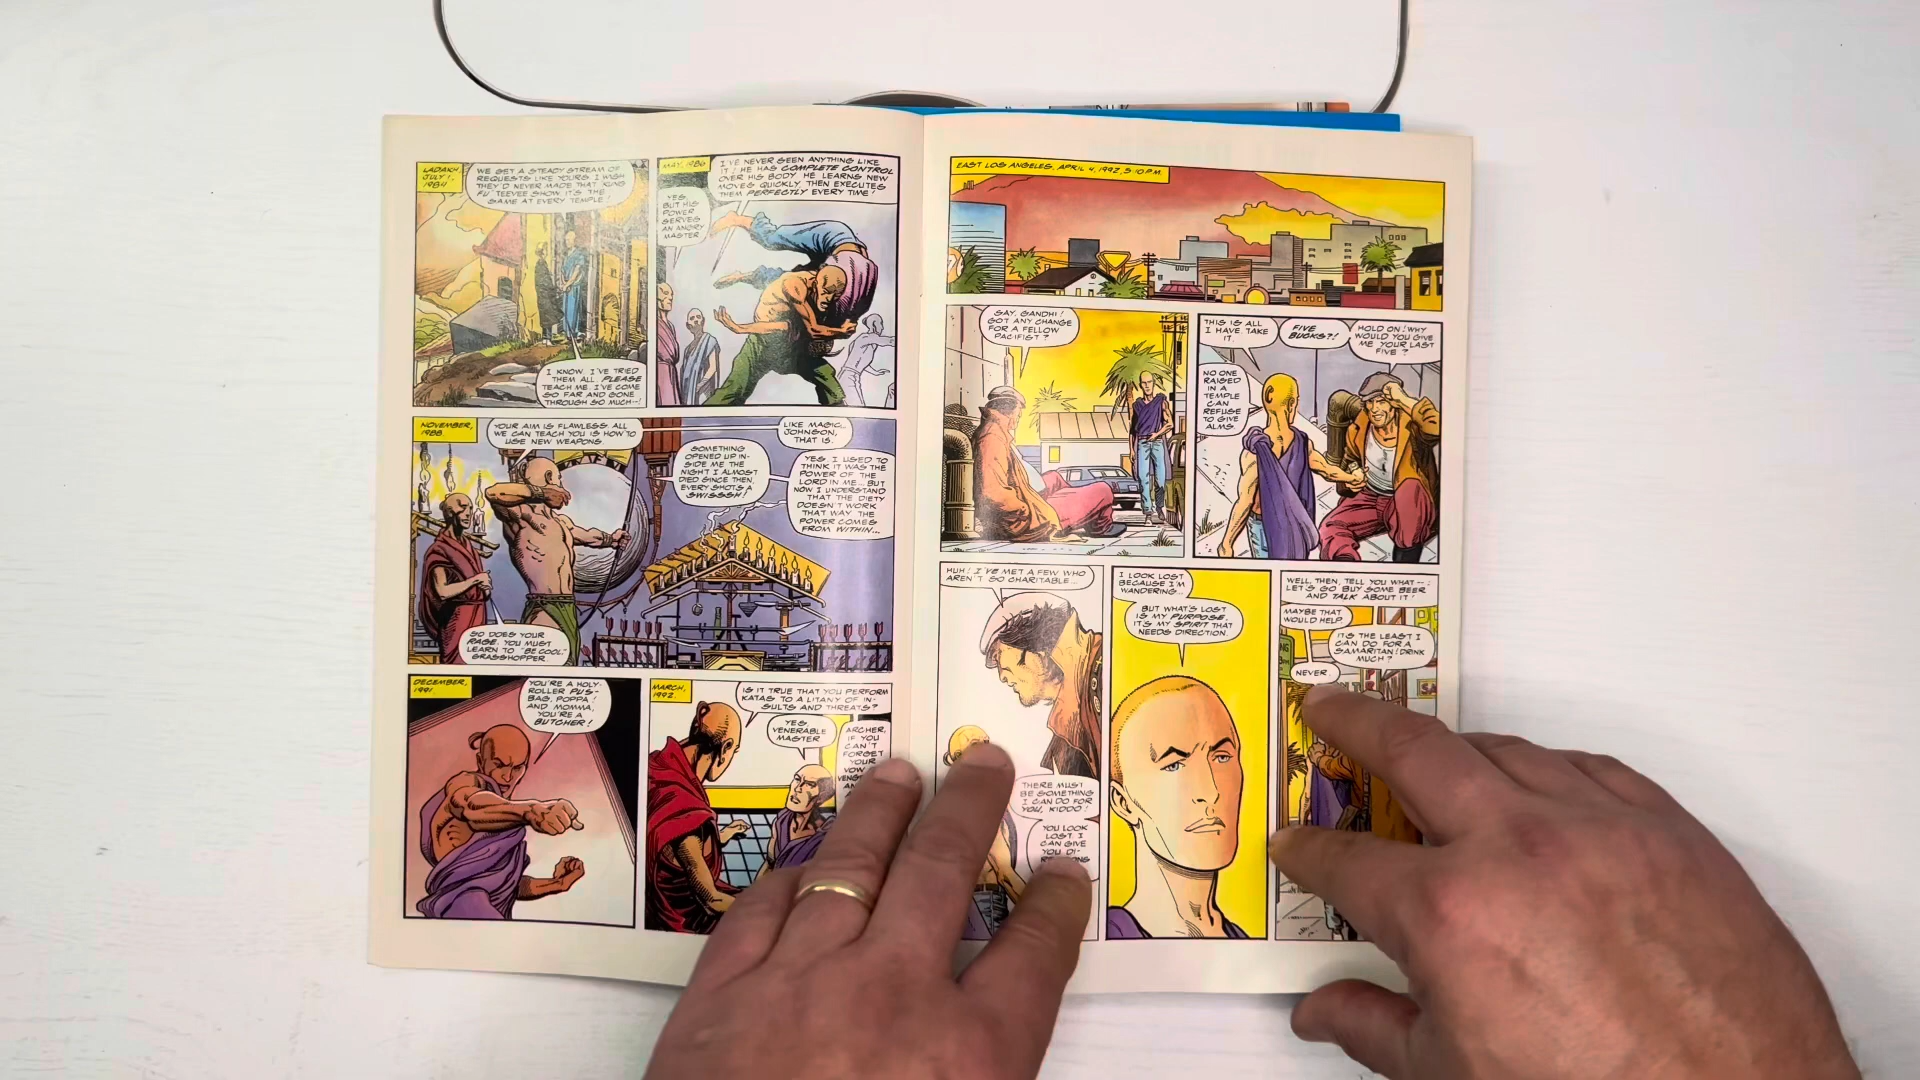 LADAKH,
JULY 1,
1984
WE GET A STEADY STREAM OF
REQUESTS LIKE YOURS. I WISH
THEY'D NEVER MADE THAT KUNG
FU TEEVEE SHOW. IT'S THE
SAME AT EVERY TEMPLE!
I KNOW. I'VE TRIED
THEM ALL. PLEASE
TEACH ME. I'VE COME
SO FAR AND GONE
THROUGH SO MUCH--!
MAY, 1986
I'VE NEVER SEEN ANYTHING LIKE
IT! HE HAS COMPLETE CONTROL
OVER HIS BODY. HE LEARNS NEW
MOVES QUICKLY, THEN EXECUTES
THEM PERFECTLY EVERY TIME!
YES,
BUT HIS
POWER
SERVES
AN ANGRY
MASTER.
NOVEMBER,
1988
YOUR AIM IS FLAWLESS. ALL
WE CAN TEACH YOU IS HOW TO
USE NEW WEAPONS.
LIKE MAGIC...
JOHNSON,
THAT IS.
SOMETHING
OPENED UP IN-
SIDE ME THE
NIGHT I ALMOST
DIED. SINCE THEN,
EVERY SHOT'S A
SWISSSH!
YES. I USED TO
THINK IT WAS THE
POWER OF THE
LORD IN ME... BUT
NOW I UNDERSTAND
THAT THE DIETY
DOESN'T WORK
THAT WAY. THE
POWER COMES
FROM WITHIN...
SO DOES YOUR
RAGE. YOU MUST
LEARN TO "BE COOL,"
GRASSHOPPER.
DECEMBER,
1991.
YOU'RE A HOLY-
ROLLER PUS-
BAG, POPPA!
AND MOMMA,
YOU'RE A
BUTCHER!
MARCH,
1992.
IS IT TRUE THAT YOU PERFORM
KATAS TO A LITANY OF IN-
SULTS AND THREATS?
YES,
VENERABLE
MASTER.
ARCHER,
IF YOU
CAN'T
FORGET
YOUR
VOW
EAST LOS ANGELES, APRIL 4, 1992, 5:10 P.M.
SAY, GANDHI!
GOT ANY CHANGE
FOR A FELLOW
PACIFIST?
THIS IS ALL
I HAVE. TAKE
IT.
FIVE
BUCKS?!
HOLD ON! WHY
WOULD YOU GIVE
ME YOUR LAST
FIVE?
NO ONE
RAISED
IN A
TEMPLE
CAN
REFUSE
TO GIVE
ALMS.
HUH! I'VE MET A FEW WHO
AREN'T SO CHARITABLE...
THERE MUST
BE SOMETHING
I CAN DO FOR
YOU, KIDDO!
YOU LOOK
LOST. I
CAN GIVE
YOU DI-
I LOOK LOST
BECAUSE I'M
WANDERING...
BUT WHAT'S LOST
IS MY PURPOSE.
IT'S MY SPIRIT THAT
NEEDS DIRECTION.
WELL, THEN, TELL YOU WHAT--
LET'S GO BUY SOME BEER
AND TALK ABOUT IT!
MAYBE THAT
WOULD HELP.
IT'S THE LEAST I
CAN DO FOR A
SAMARITAN! DRINK
MUCH?
NEVER.